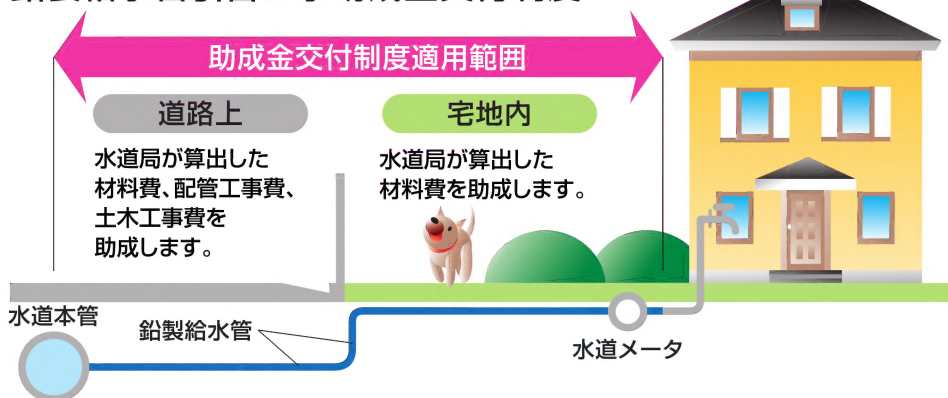 助成金交付制度適用範囲
道路上
水道局が算出した
材料費、配管工事費、
土木工事費を
助成します。
宅地内
水道局が算出した
材料費を助成します。
水道本管
鉛製給水管
水道メータ